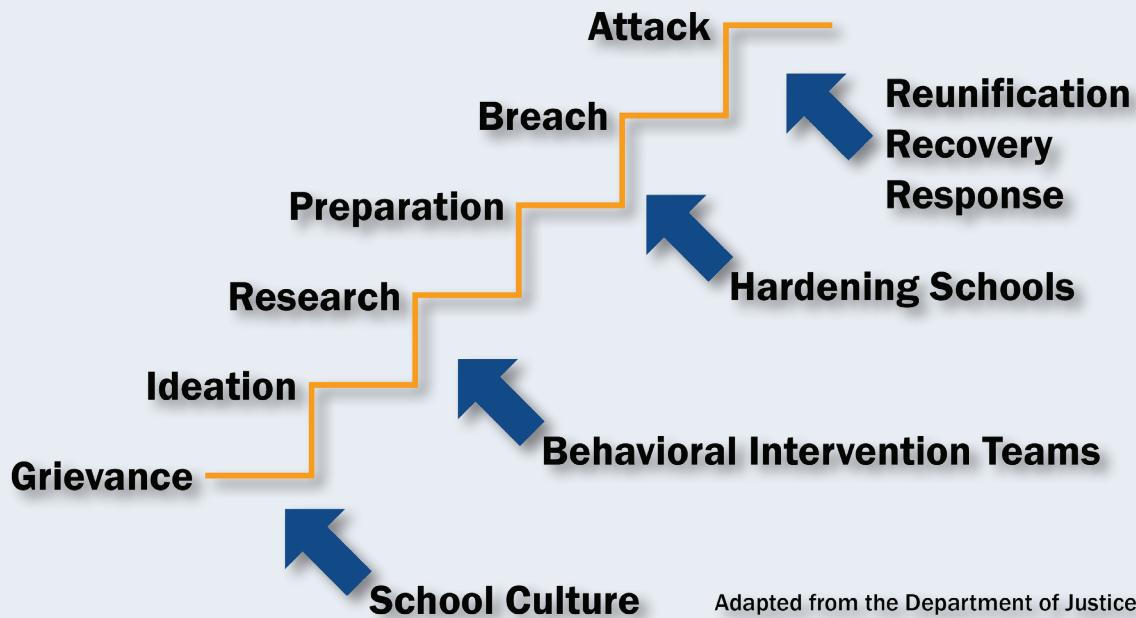 Attack
Reunification
Recovery
Response
Breach
Preparation
Hardening Schools
Research
Ideation
Behavioral Intervention Teams
Grievance
School Culture
Adapted from the Department of Justice